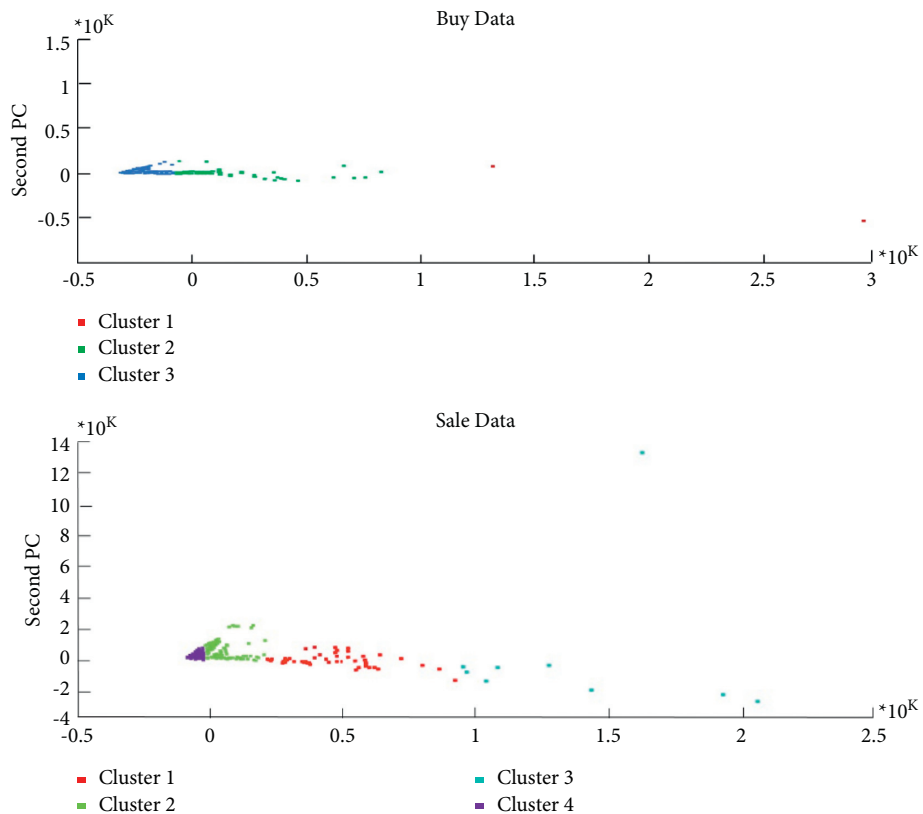 Buy Data
*10K
1.5
1
0.5
0
-0.5
Second PC
-0.5 0 0.5 1 1.5 2 2.5 3 *10K
Cluster 1
Cluster 2
Cluster 3
Sale Data
*10K
14
12
10
8
6
4
2
0
-2
-4
Second PC
-0.5 0 0.5 1 1.5 2 2.5 *10K
Cluster 1
Cluster 2
Cluster 3
Cluster 4